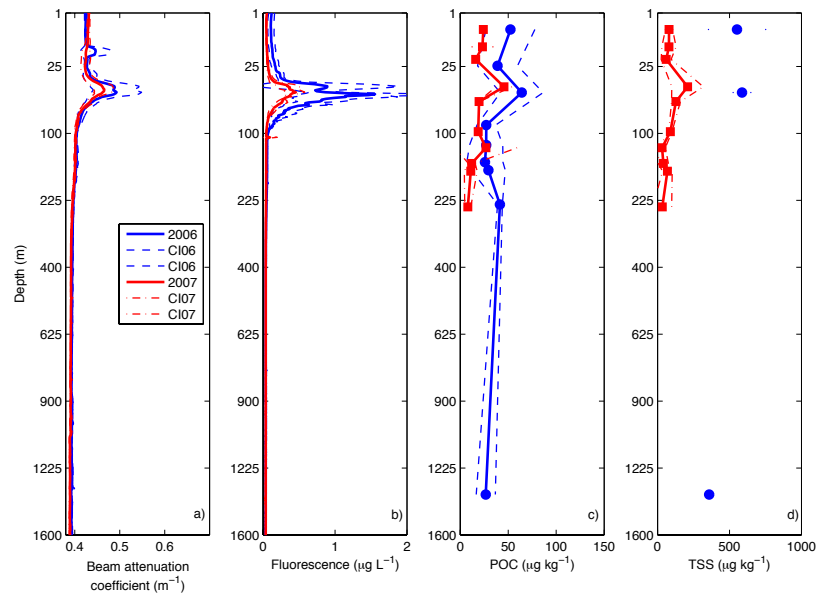 1
25
100
225
400
625
900
1225
1600
Depth (m)
0.4 0.5 0.6
Beam attenuation
coefficient (m⁻¹)
a)
2006
CI06
CI06
2007
CI07
CI07
1
25
100
225
400
625
900
1225
1600
0 1 2
Fluorescence (μg L⁻¹)
b)
1
25
100
225
400
625
900
1225
1600
0 50 100 150
POC (μg kg⁻¹)
c)
1
25
100
225
400
625
900
1225
1600
0 500 1000
TSS (μg kg⁻¹)
d)